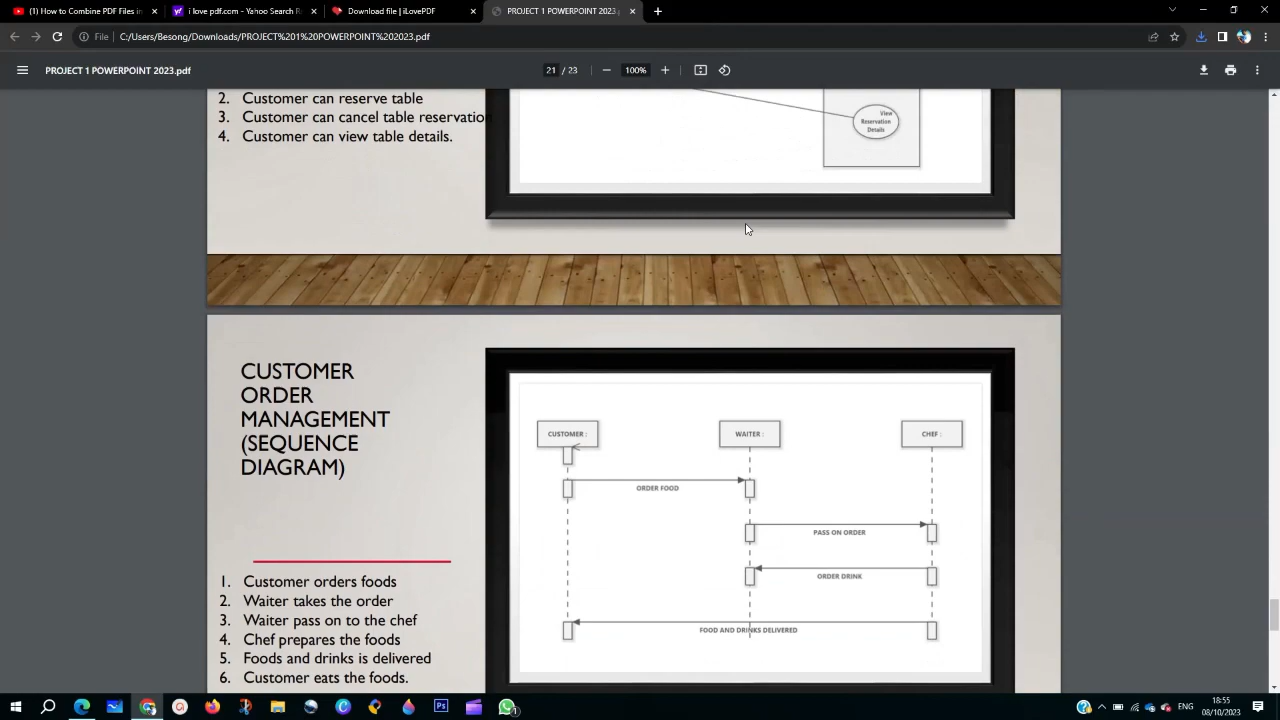 (1) How to Combine PDF Files in
i love pdf.com - Yahoo Search R
Download file | iLovePDF
PROJECT 1 POWERPOINT 2023.p
File
C:/Users/Besong/Downloads/PROJECT%201%20POWERPOINT%202023.pdf
PROJECT 1 POWERPOINT 2023.pdf
21 / 23
100%
2. Customer can reserve table
3. Customer can cancel table reservation
4. Customer can view table details.
View
Reservation
Details
CUSTOMER
ORDER
MANAGEMENT
(SEQUENCE
DIAGRAM)
1. Customer orders foods
2. Waiter takes the order
3. Waiter pass on to the chef
4. Chef prepares the foods
5. Foods and drinks is delivered
6. Customer eats the foods.
CUSTOMER :
WAITER :
CHEF :
ORDER FOOD
PASS ON ORDER
ORDER DRINK
FOOD AND DRINKS DELIVERED
ENG
18:55
08/10/2023